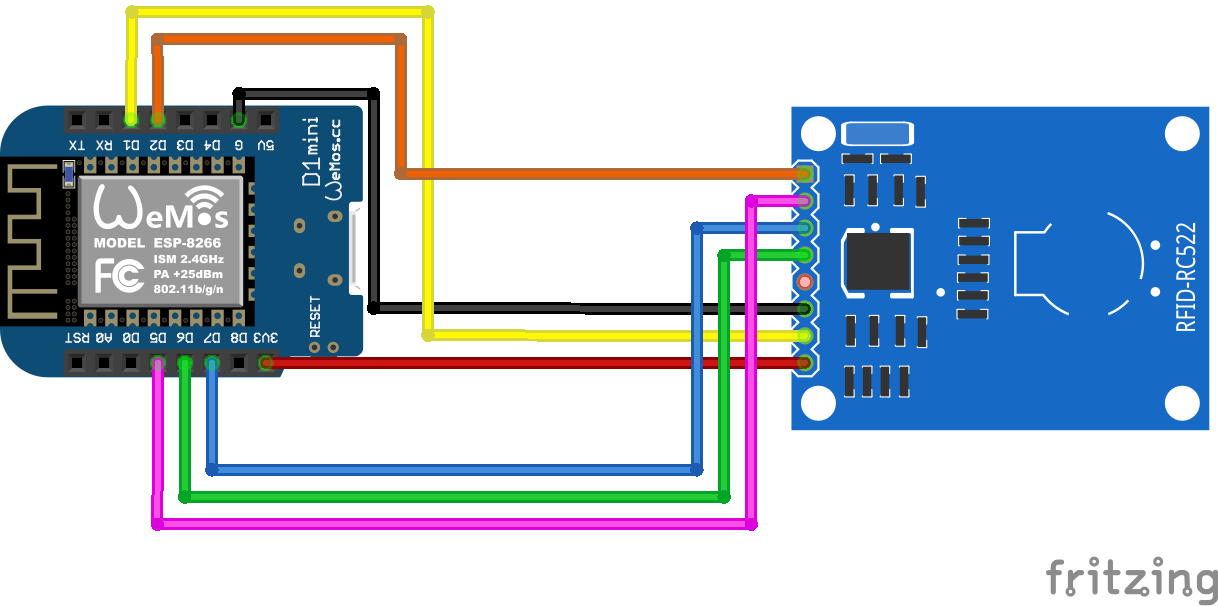 TX RX D1 D2 D3 D4 G 5V
D1 mini
WeMos.cc
WeMos
MODEL ESP-8266
ISM 2.4GHz
PA +25dBm
802.11b/g/n
FC
RESET
RST A0 D0 D5 D6 D7 D8 3V3
RFID-RC522
fritzing